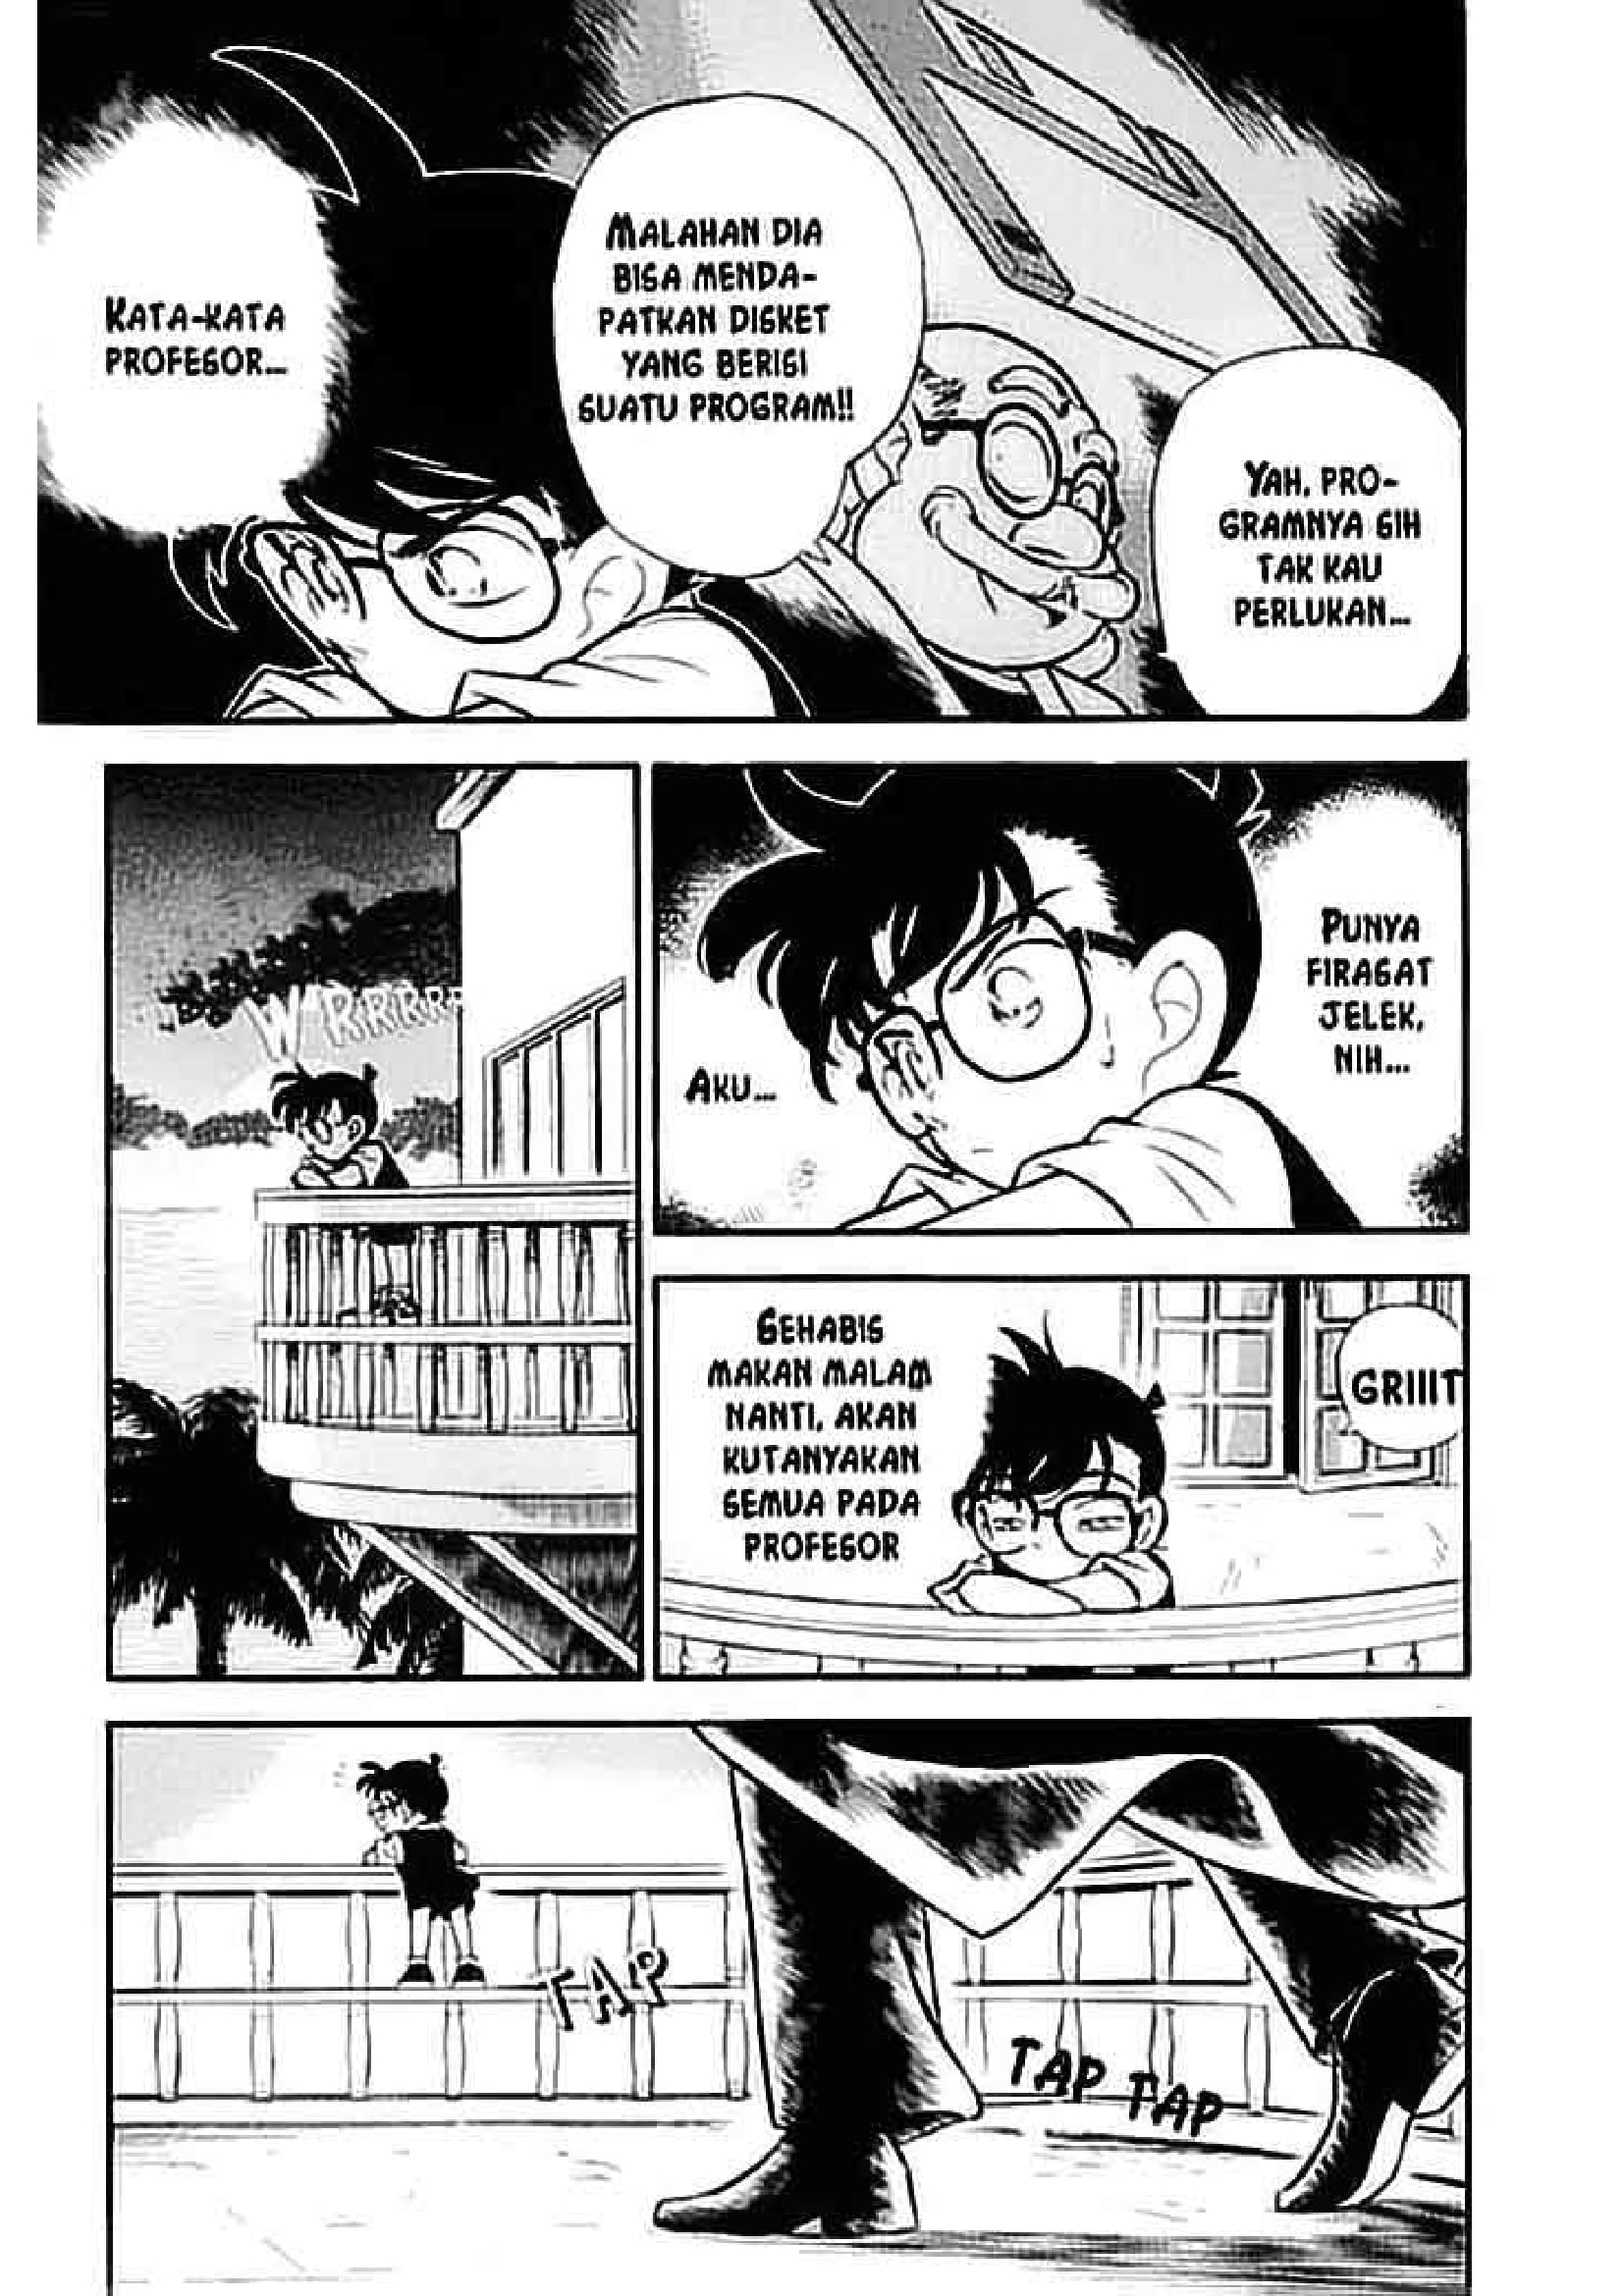 YAH, PRO-
GRAMNYA SIH
TAK KAU
PERLUKAN...
MALAHAN DIA
BISA MENDA-
PATKAN DISKET
YANG BERISI
SUATU PROGRAM!!
KATA-KATA
PROFESOR...
PUNYA
FIRASAT
JELEK,
NIH...
AKU...
WRRRRR
GRIIIT
SEHABIS
MAKAN MALAM
NANTI, AKAN
KUTANYAKAN
SEMUA PADA
PROFESOR
TAP TAP
TAP